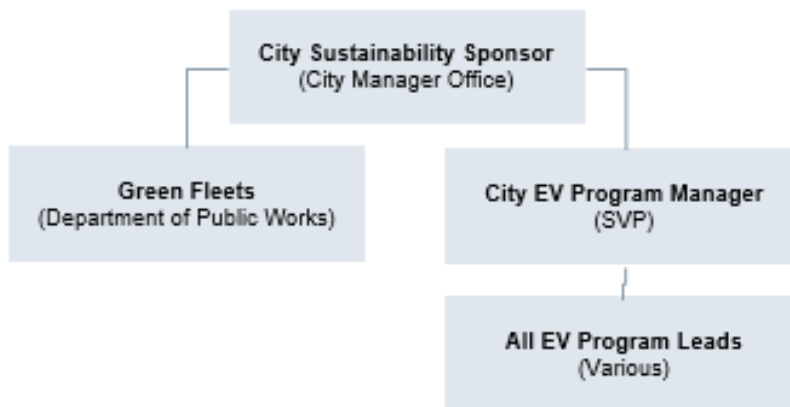 City Sustainability Sponsor
(City Manager Office)
Green Fleets
(Department of Public Works)
City EV Program Manager
(SVP)
All EV Program Leads
(Various)